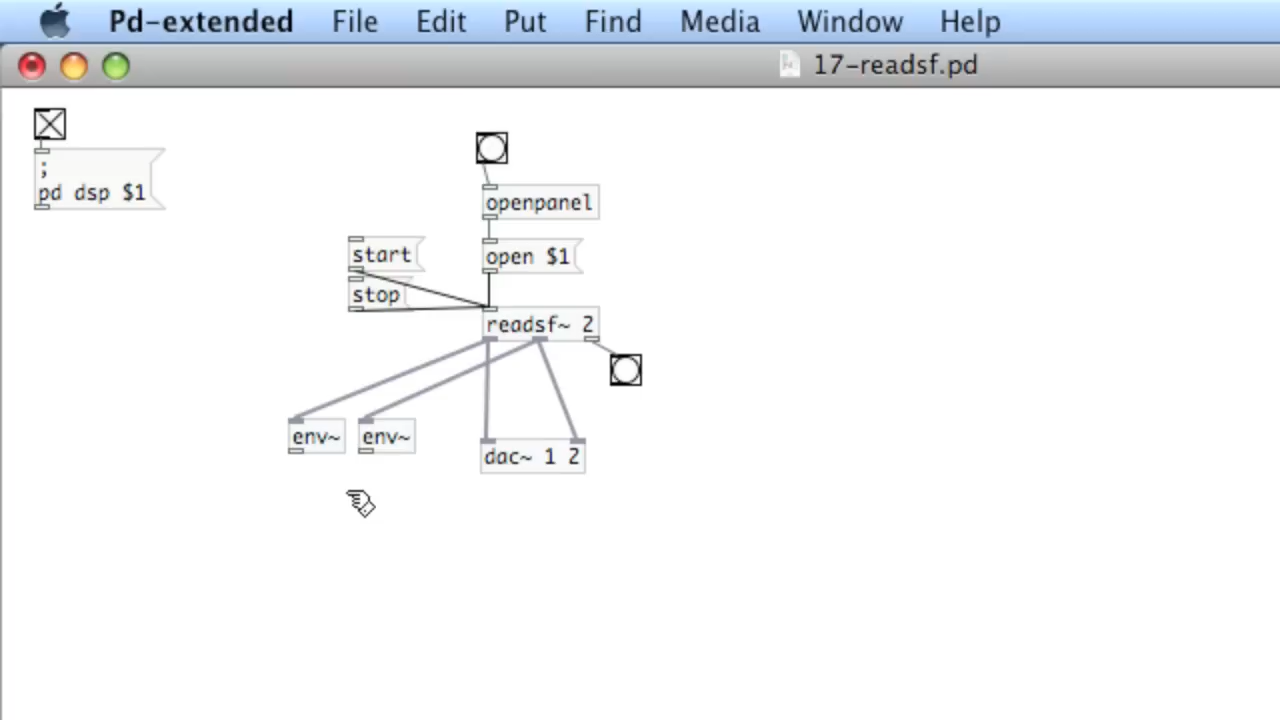 Pd-extended File Edit Put Find Media Window Help
17-readsf.pd
;
pd dsp $1
openpanel
start
open $1
stop
readsf~ 2
env~ env~
dac~ 1 2